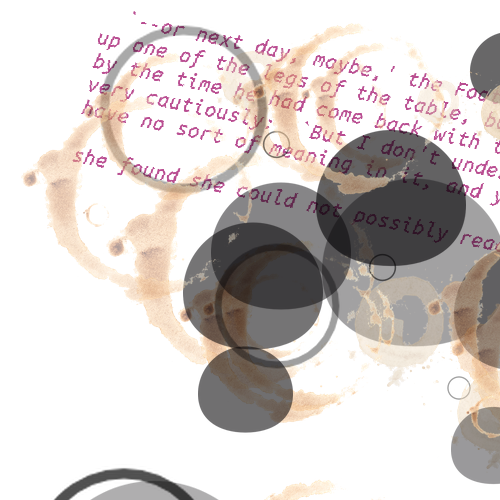 `--or next day, maybe,' the Foo
up one of the legs of the table, bu
by the time he had come back with t
very cautiously: `But I don't unde
have no sort of meaning in it, and y
she found she could not possibly rea